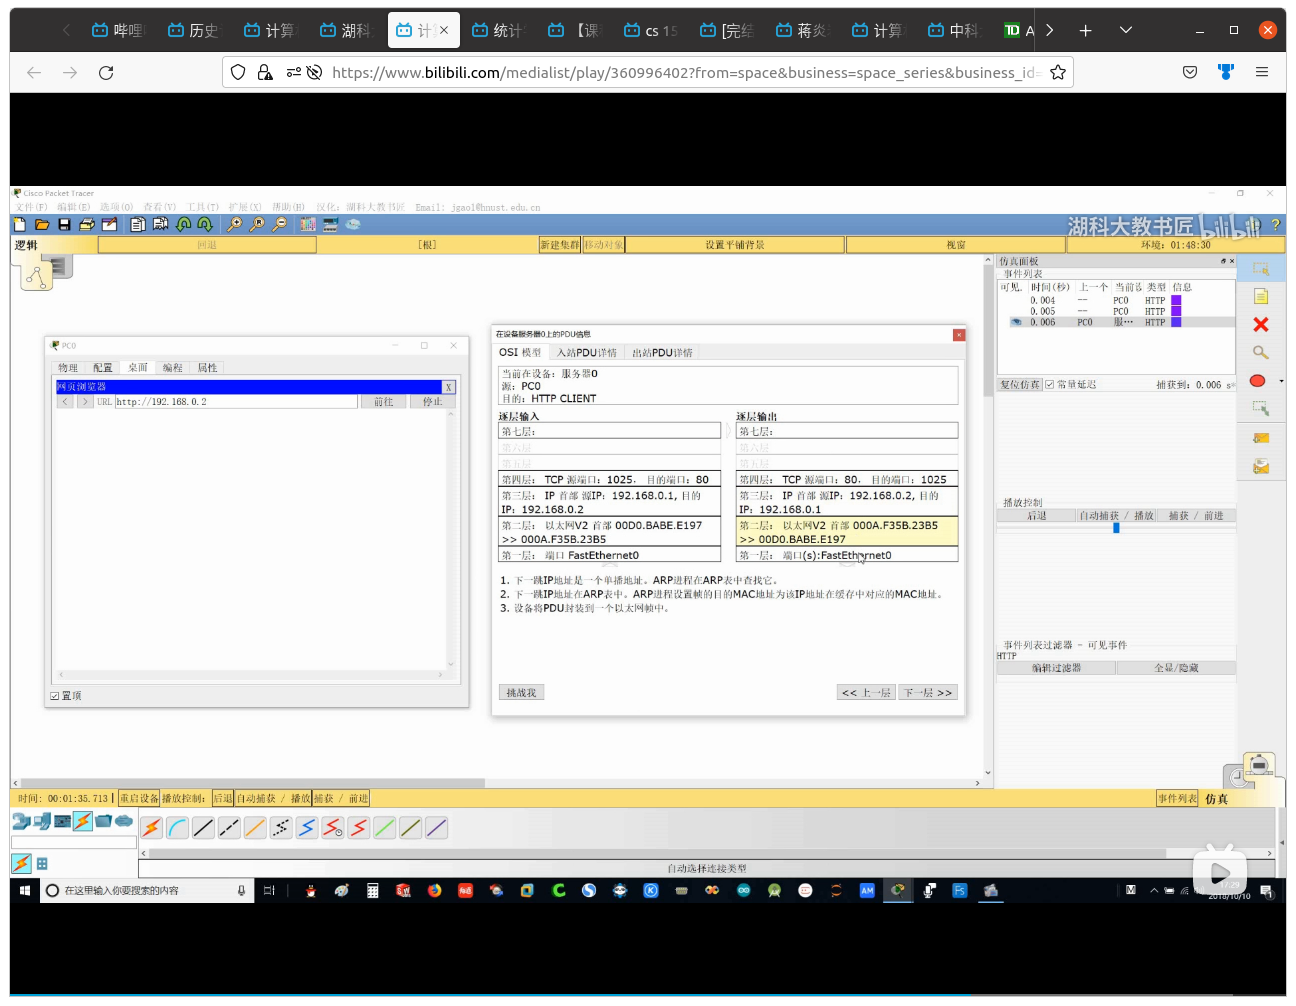 哔哩
历史
计算
湖科
计
统计
【课
cs 15
[完结
蒋炎
计算
中科
TD A
https://www.bilibili.com/medialist/play/360996402?from=space&business=space_series&business_id=
Cisco Packet Tracer
文件(F) 编辑(E) 选项(O) 查看(V) 工具(T) 扩展(X) 帮助(H) 汉化: 湖科大教书匠 Email: jgaol@hnust.edu.cn
湖科大教书匠 bilibili
逻辑 回退 [根] 新建集群 移动对象 设置平铺背景 视窗 环境: 01:48:30
仿真面板
事件列表
可见. 时间(秒) 上一个 当前设 类型 信息
0.004 -- PC0 HTTP
0.005 -- PC0 HTTP
0.006 PC0 服… HTTP
复位仿真 常量延迟 捕获到: 0.006 s
播放控制
后退 自动捕获 / 播放 捕获 / 前进
事件列表过滤器 - 可见事件
HTTP
编辑过滤器 全显/隐藏
PC0
物理 配置 桌面 编程 属性
网页浏览器 X
< > URL http://192.168.0.2 前往 停止
置顶
在设备服务器0上的PDU信息
OSI 模型 入站PDU详情 出站PDU详情
当前在设备: 服务器0
源: PC0
目的: HTTP CLIENT
逐层输入
第七层:
第六层
第五层
第四层: TCP 源端口: 1025, 目的端口: 80
第三层: IP 首部 源IP: 192.168.0.1, 目的
IP: 192.168.0.2
第二层: 以太网V2 首部 00D0.BABE.E197
>> 000A.F35B.23B5
第一层: 端口 FastEthernet0
逐层输出
第七层:
第六层
第五层
第四层: TCP 源端口: 80, 目的端口: 1025
第三层: IP 首部 源IP: 192.168.0.2, 目的
IP: 192.168.0.1
第二层: 以太网V2 首部 000A.F35B.23B5
>> 00D0.BABE.E197
第一层: 端口(s):FastEthernet0
1. 下一跳IP地址是一个单播地址。ARP进程在ARP表中查找它。
2. 下一跳IP地址在ARP表中。ARP进程设置帧的目的MAC地址为该IP地址在缓存中对应的MAC地址。
3. 设备将PDU封装到一个以太网帧中。
挑战我 << 上一层 下一层 >>
时间: 00:01:35.713 重启设备 播放控制: 后退 自动捕获 / 播放 捕获 / 前进 事件列表 仿真
自动选择连接类型
在这里输入你要搜索的内容
17:29
2018/10/10